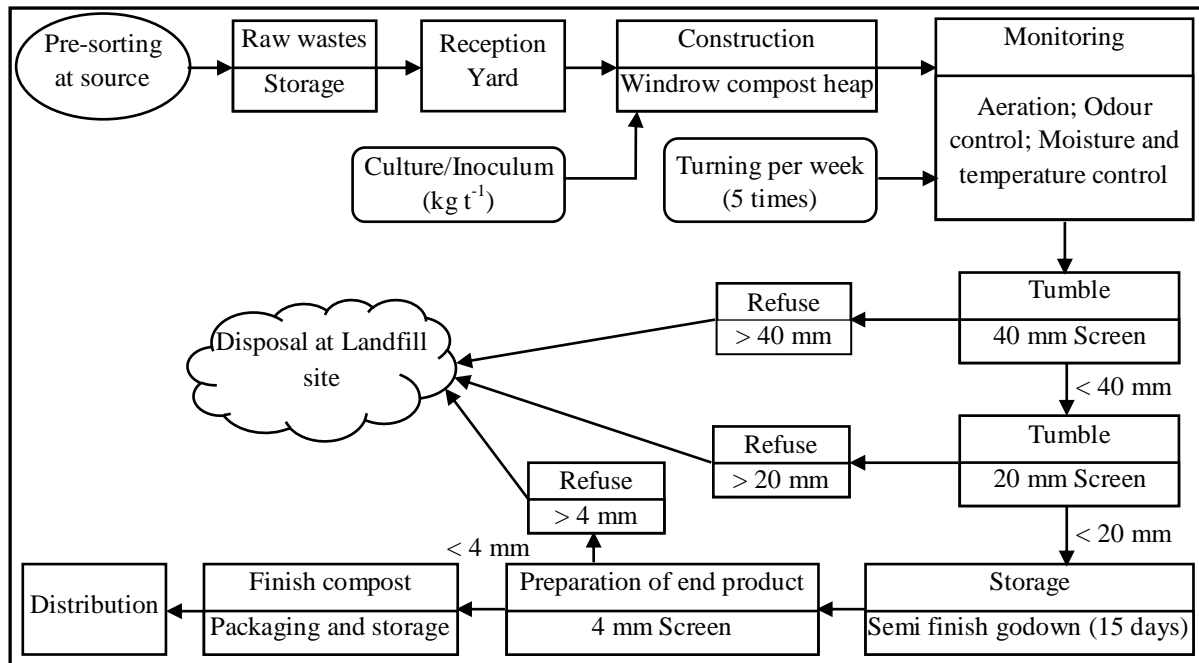 Pre-sorting
at source
Raw wastes
Storage
Reception
Yard
Construction
Windrow compost heap
Monitoring
Aeration; Odour
control; Moisture and
temperature control
Culture/Inoculum
(kg t⁻¹)
Turning per week
(5 times)
Tumble
40 mm Screen
Refuse
> 40 mm
Disposal at Landfill
site
< 40 mm
Tumble
20 mm Screen
Refuse
> 20 mm
Refuse
> 4 mm
< 20 mm
< 4 mm
Storage
Semi finish godown (15 days)
Preparation of end product
4 mm Screen
Finish compost
Packaging and storage
Distribution